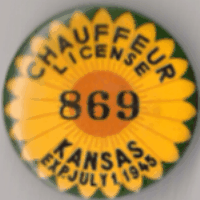 CHAUFFEUR
LICENSE
869
KANSAS
EXP.JULY 1,1945